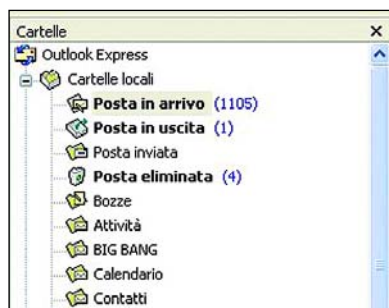 Cartelle
Outlook Express
Cartelle locali
Posta in arrivo (1105)
Posta in uscita (1)
Posta inviata
Posta eliminata (4)
Bozze
Attività
BIG BANG
Calendario
Contatti